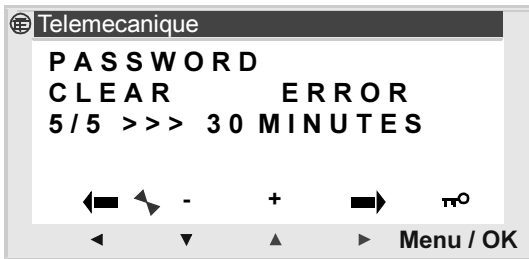 Telemecanique
PASSWORD
CLEAR ERROR
5/5 >>> 30 MINUTES
- +
Menu / OK